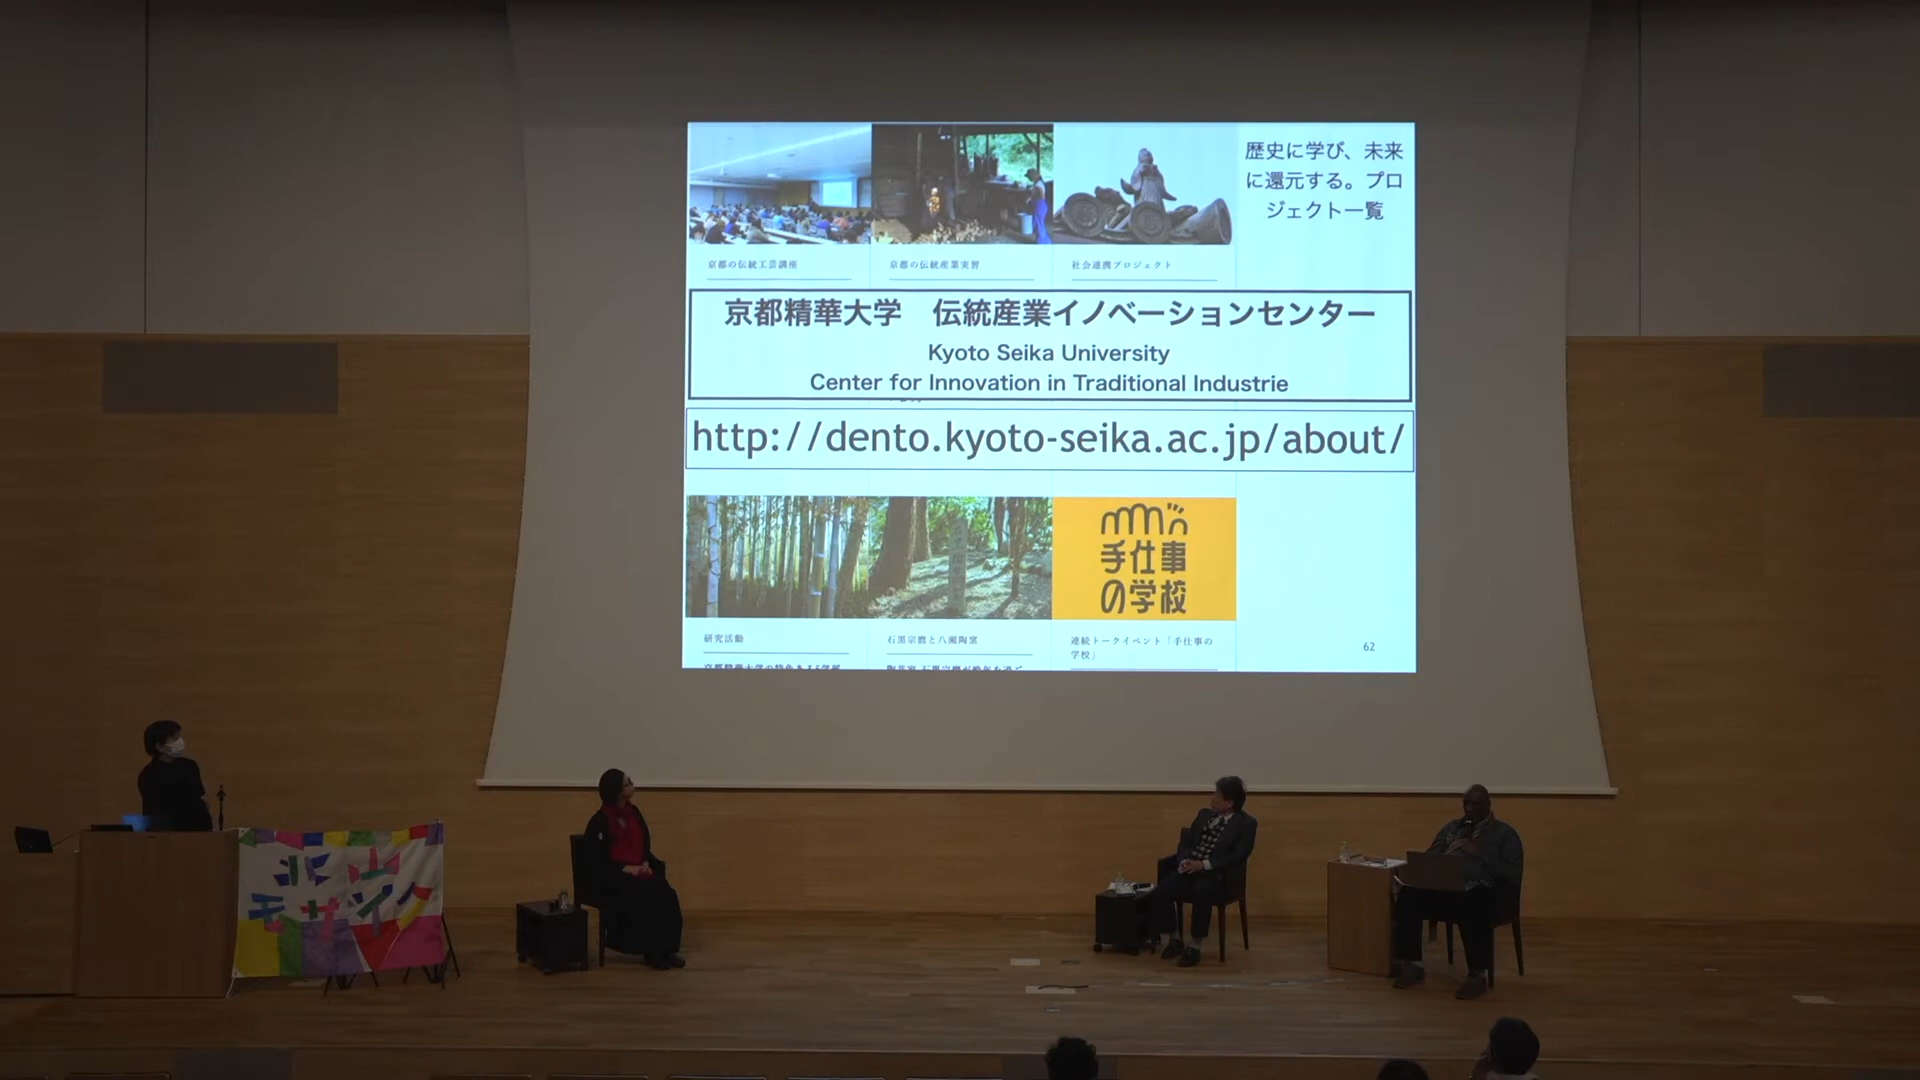 歴史に学び、未来
に還元する。プロ
ジェクト一覧
京都の伝統工芸講座
京都の伝統産業実習
社会連携プロジェクト
京都精華大学 伝統産業イノベーションセンター
Kyoto Seika University
Center for Innovation in Traditional Industrie
http://dento.kyoto-seika.ac.jp/about/
手仕事
の学校
研究活動
石黒宗麿と八瀬陶窯
連続トークイベント「手仕事の
学校」
62
北山
モザイク